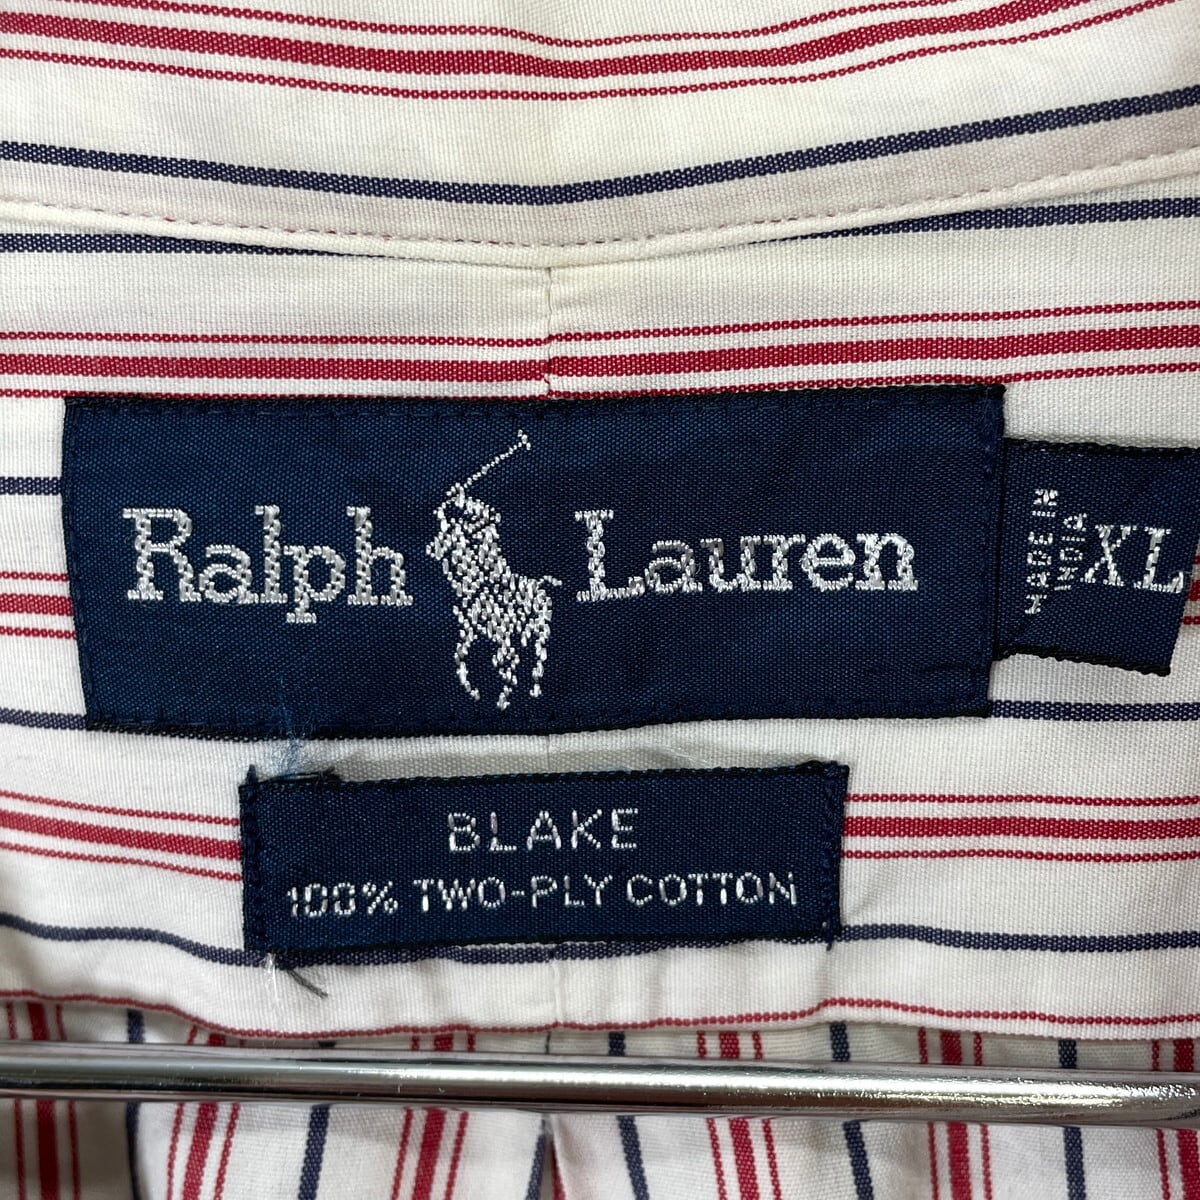 Ralph Lauren
MADE IN
INDIA
XL
BLAKE
100% TWO-PLY COTTON